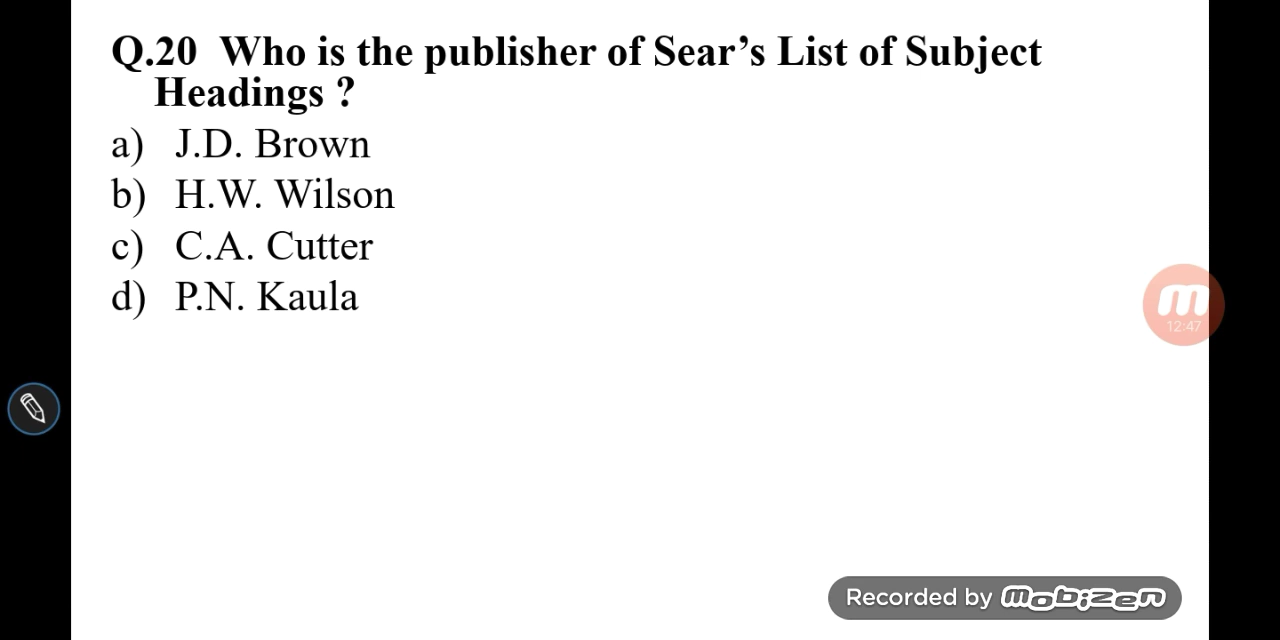 Q.20 Who is the publisher of Sear’s List of Subject
Headings ?
a) J.D. Brown
b) H.W. Wilson
c) C.A. Cutter
d) P.N. Kaula
m
12:47
Recorded by mobizen